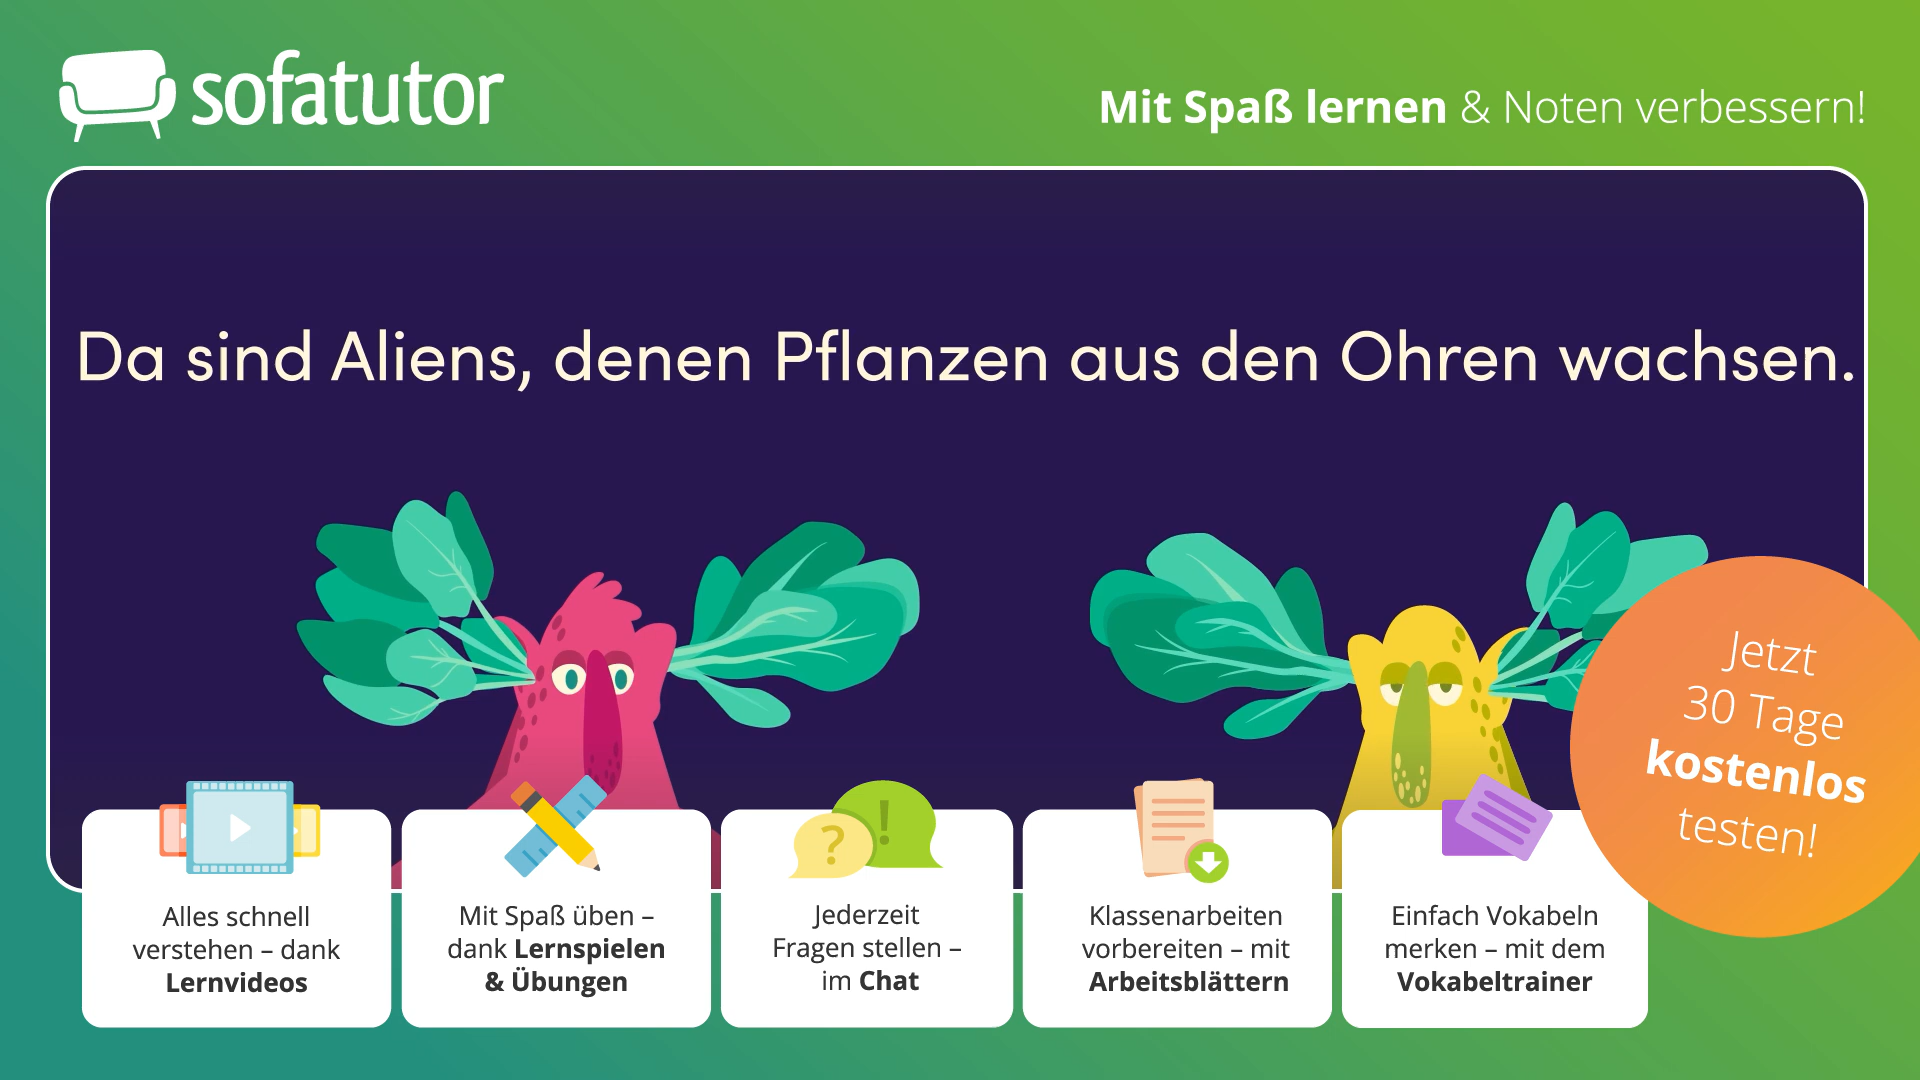 sofatutor
Mit Spaß lernen & Noten verbessern!
Da sind Aliens, denen Pflanzen aus den Ohren wachsen.
Jetzt
30 Tage
kostenlos
testen!
?
!
Alles schnell
verstehen – dank
Lernvideos
Mit Spaß üben –
dank Lernspielen
& Übungen
Jederzeit
Fragen stellen –
im Chat
Klassenarbeiten
vorbereiten – mit
Arbeitsblättern
Einfach Vokabeln
merken – mit dem
Vokabeltrainer